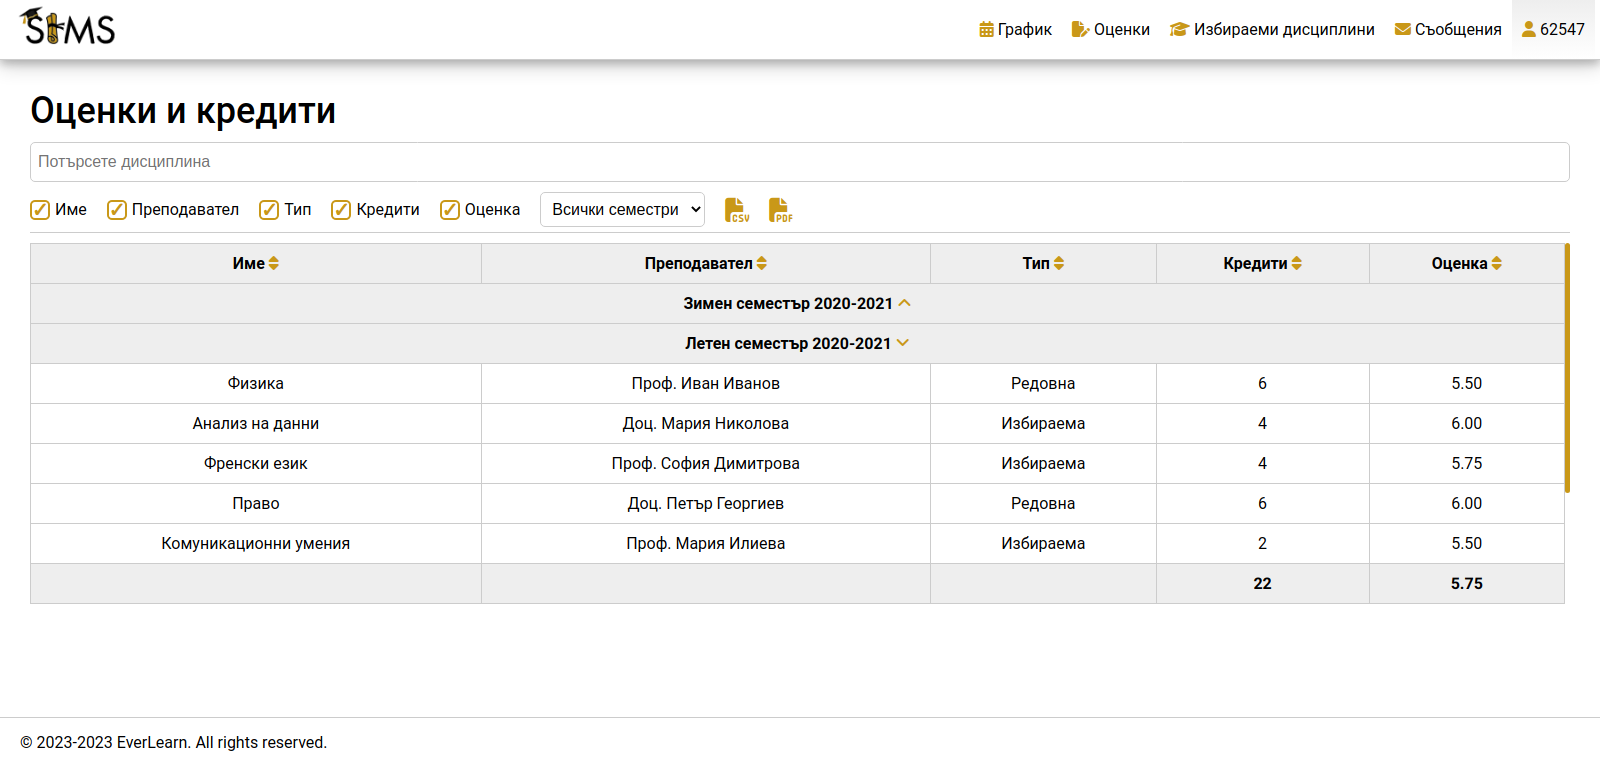 SIMS
График Оценки Избираеми дисциплини Съобщения 62547
Оценки и кредити
Потърсете дисциплина
Име Преподавател Тип Кредити Оценка Всички семестри CSV PDF
Име Преподавател Тип Кредити Оценка
Зимен семестър 2020-2021
Летен семестър 2020-2021
Физика Проф. Иван Иванов Редовна 6 5.50
Анализ на данни Доц. Мария Николова Избираема 4 6.00
Френски език Проф. София Димитрова Избираема 4 5.75
Право Доц. Петър Георгиев Редовна 6 6.00
Комуникационни умения Проф. Мария Илиева Избираема 2 5.50
22 5.75
© 2023-2023 EverLearn. All rights reserved.